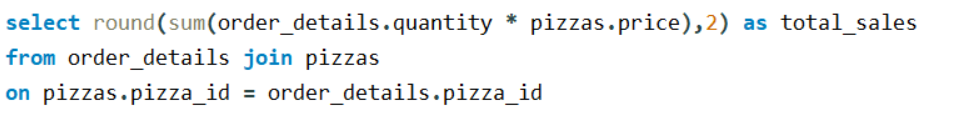 select round(sum(order_details.quantity * pizzas.price),2) as total_sales
from order_details join pizzas
on pizzas.pizza_id = order_details.pizza_id